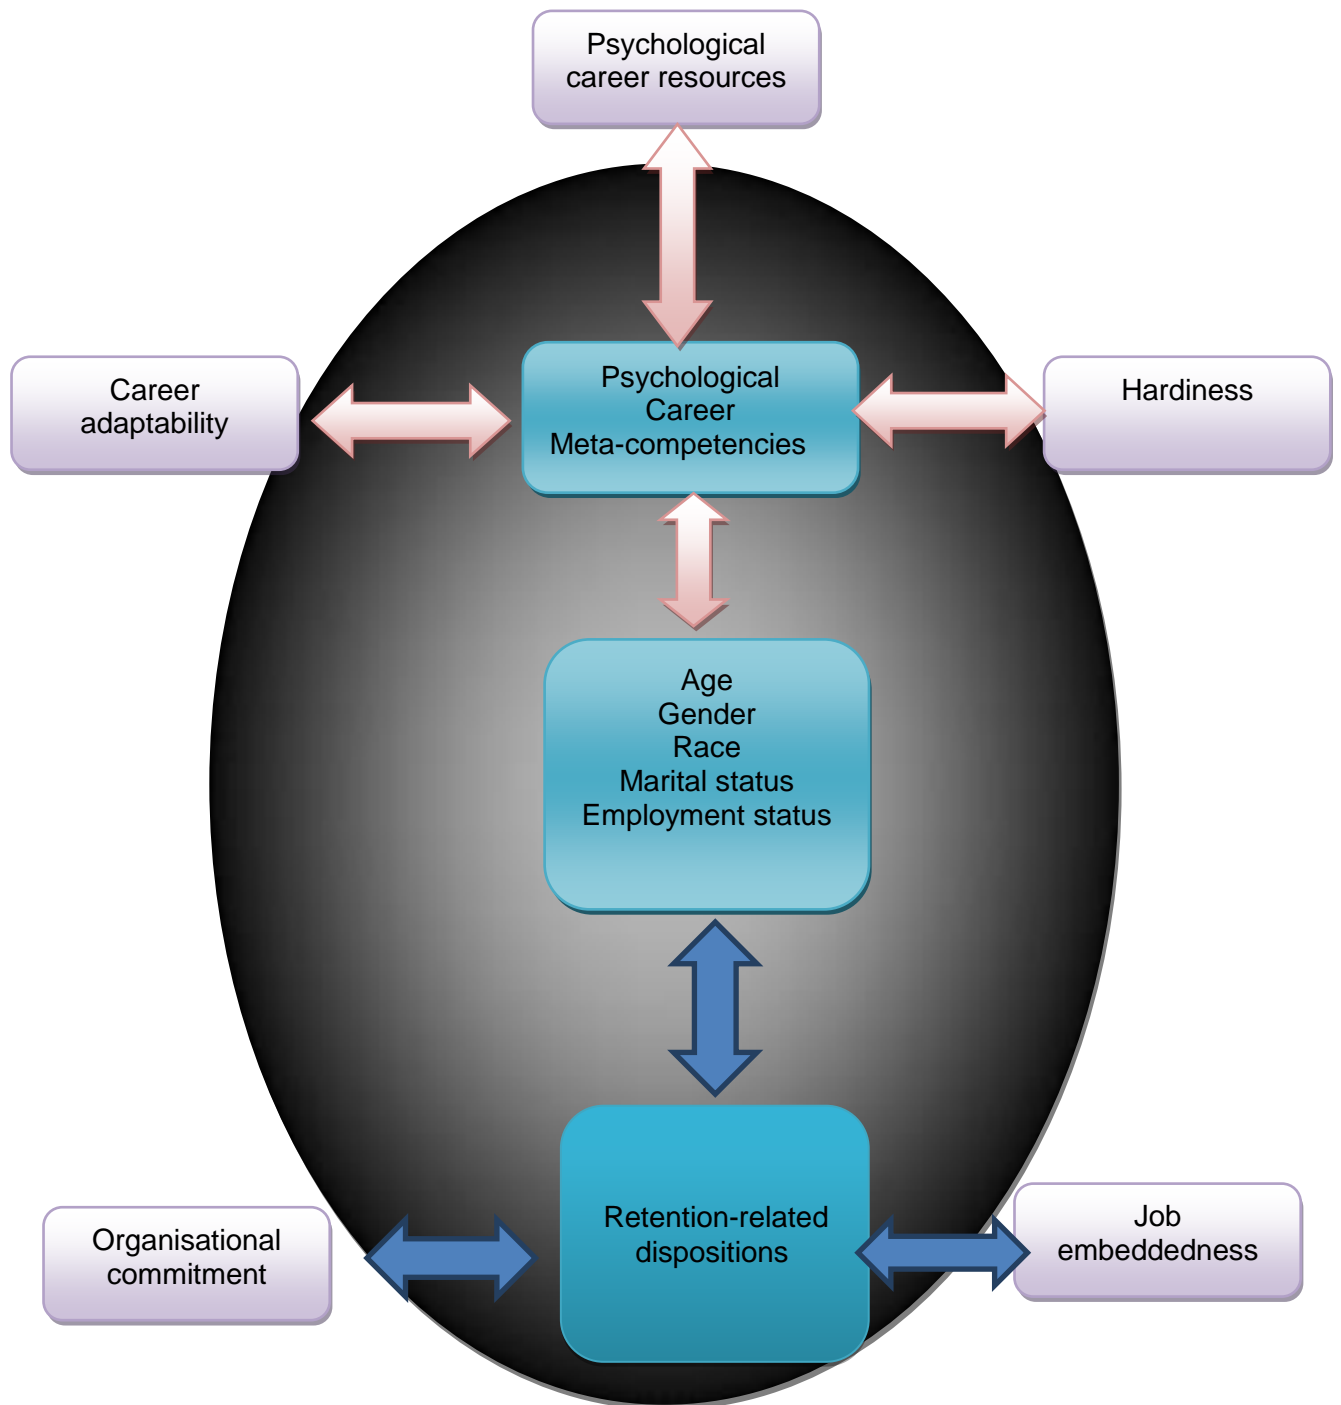 Psychological
career resources
Career
adaptability
Psychological
Career
Meta-competencies
Hardiness
Age
Gender
Race
Marital status
Employment status
Organisational
commitment
Retention-related
dispositions
Job
embeddedness